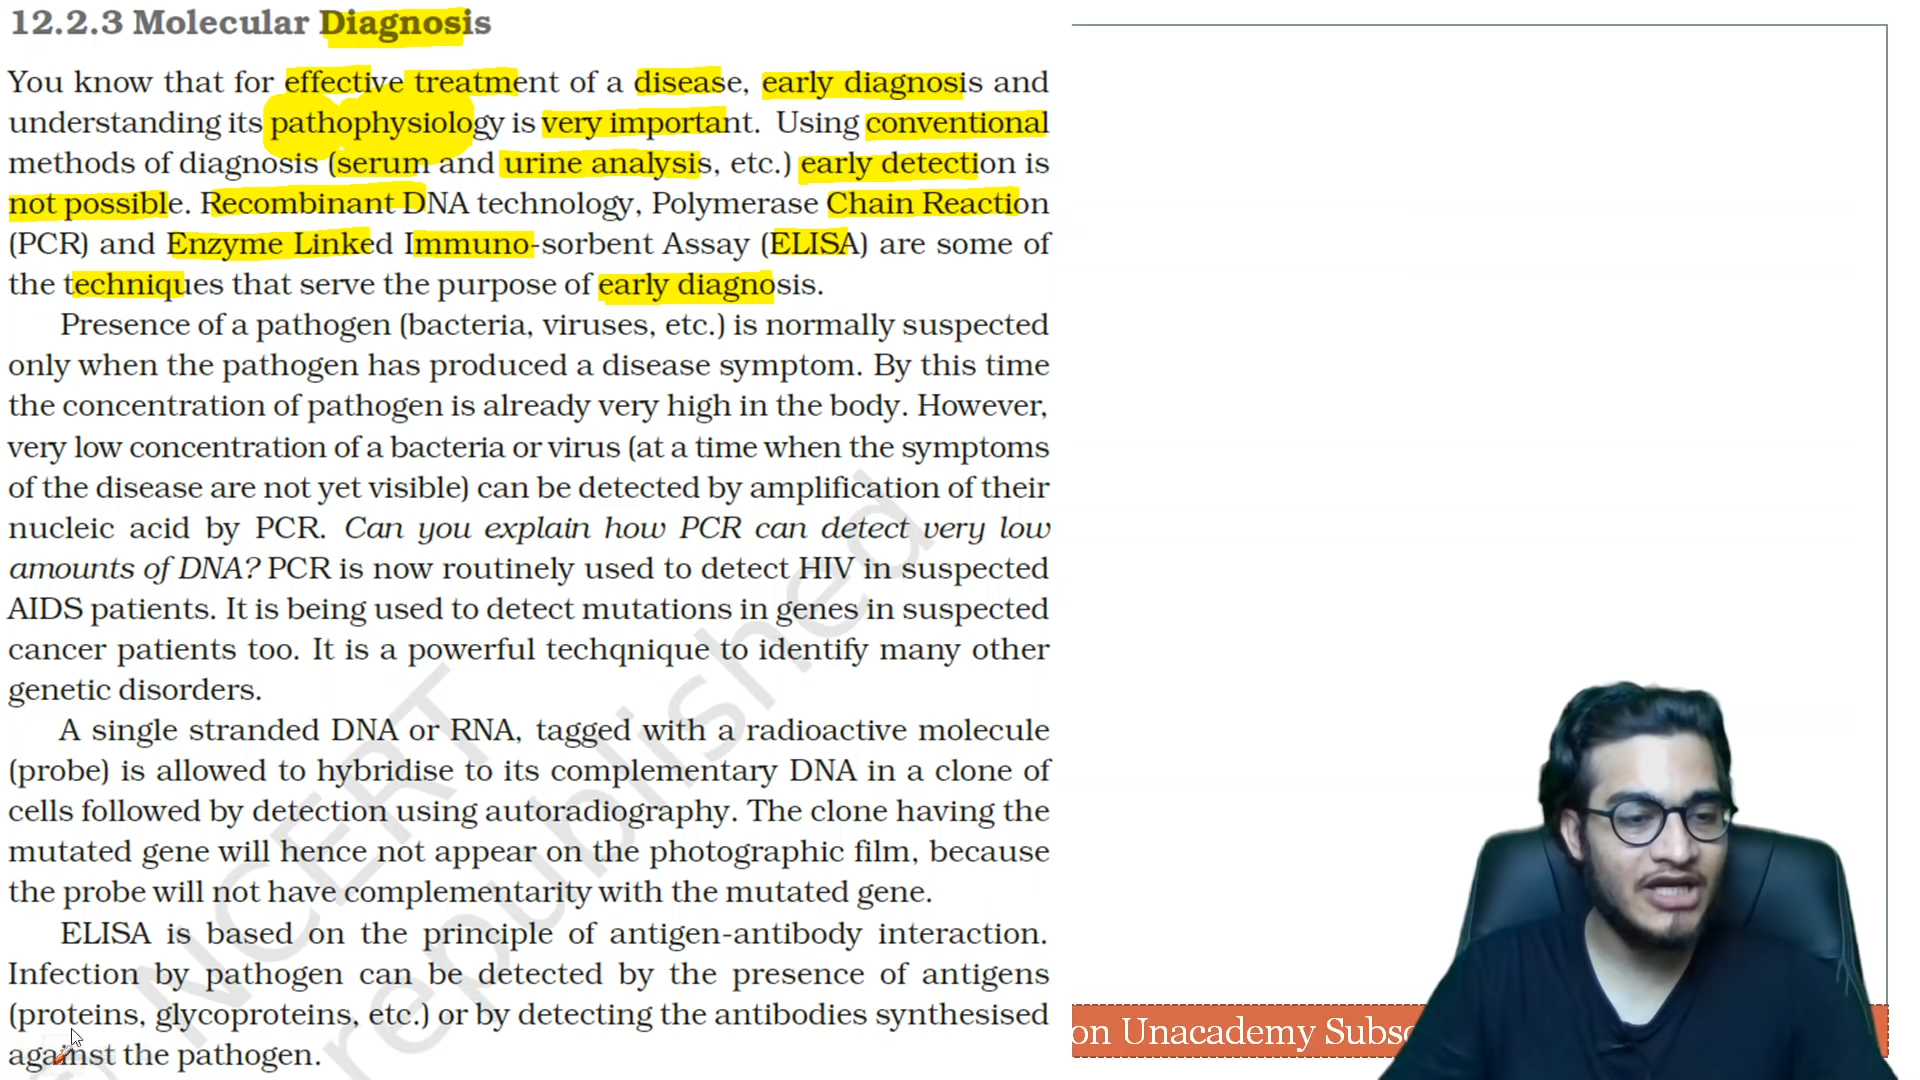 12.2.3 Molecular Diagnosis
You know that for effective treatment of a disease, early diagnosis and
understanding its pathophysiology is very important. Using conventional
methods of diagnosis (serum and urine analysis, etc.) early detection is
not possible. Recombinant DNA technology, Polymerase Chain Reaction
(PCR) and Enzyme Linked Immuno-sorbent Assay (ELISA) are some of
the techniques that serve the purpose of early diagnosis.
Presence of a pathogen (bacteria, viruses, etc.) is normally suspected
only when the pathogen has produced a disease symptom. By this time
the concentration of pathogen is already very high in the body. However,
very low concentration of a bacteria or virus (at a time when the symptoms
of the disease are not yet visible) can be detected by amplification of their
nucleic acid by PCR. Can you explain how PCR can detect very low
amounts of DNA? PCR is now routinely used to detect HIV in suspected
AIDS patients. It is being used to detect mutations in genes in suspected
cancer patients too. It is a powerful techqnique to identify many other
genetic disorders.
A single stranded DNA or RNA, tagged with a radioactive molecule
(probe) is allowed to hybridise to its complementary DNA in a clone of
cells followed by detection using autoradiography. The clone having the
mutated gene will hence not appear on the photographic film, because
the probe will not have complementarity with the mutated gene.
ELISA is based on the principle of antigen-antibody interaction.
Infection by pathogen can be detected by the presence of antigens
(proteins, glycoproteins, etc.) or by detecting the antibodies synthesised
against the pathogen.
NCERT
republished
on Unacademy Subsc